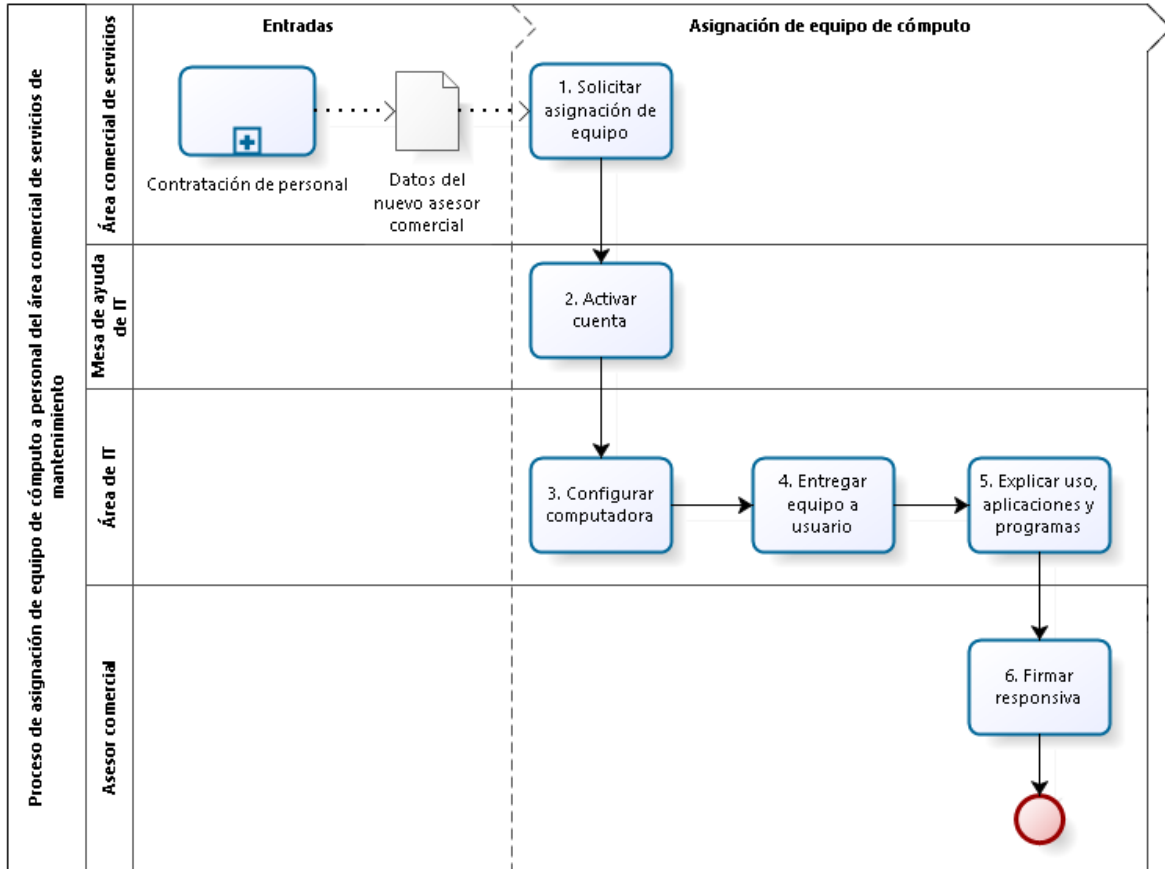 Proceso de asignación de equipo de cómputo a personal del área comercial de servicios de
mantenimiento
Entradas
Asignación de equipo de cómputo
Área comercial de servicios
Contratación de personal
Datos del
nuevo asesor
comercial
1. Solicitar
asignación de
equipo
Mesa de ayuda
de IT
2. Activar
cuenta
Área de IT
3. Configurar
computadora
4. Entregar
equipo a
usuario
5. Explicar uso,
aplicaciones y
programas
Asesor comercial
6. Firmar
responsiva